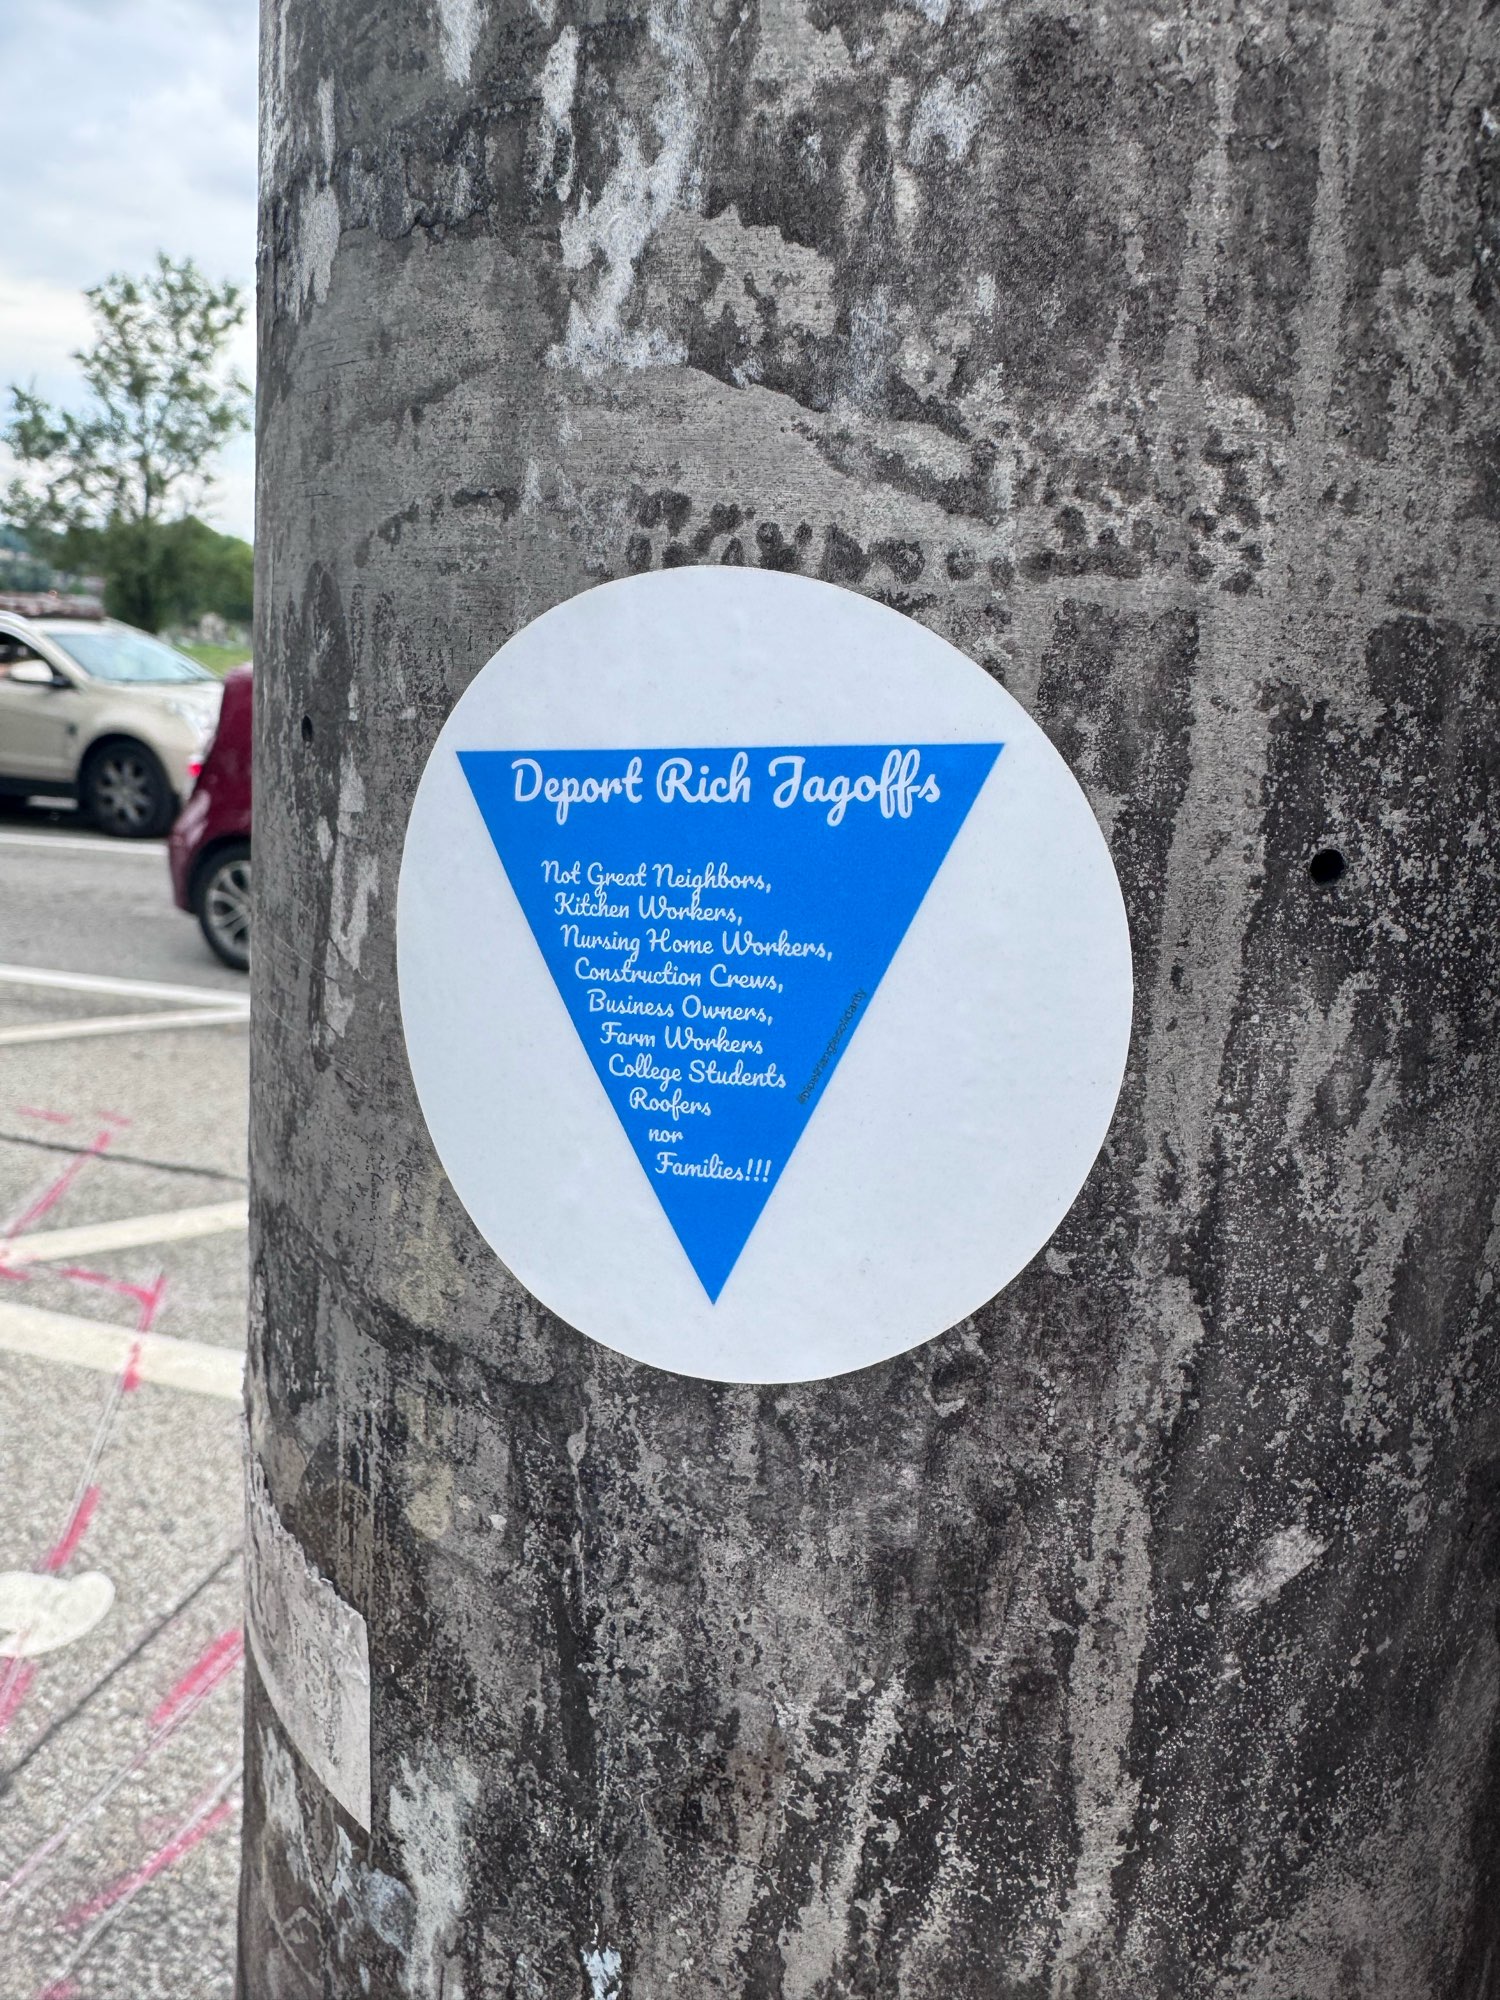 Deport Rich Jagoffs
Not Great Neighbors,
Kitchen Workers,
Nursing Home Workers,
Construction Crews,
Business Owners,
Farm Workers
College Students
Roofers
nor
Families!!!